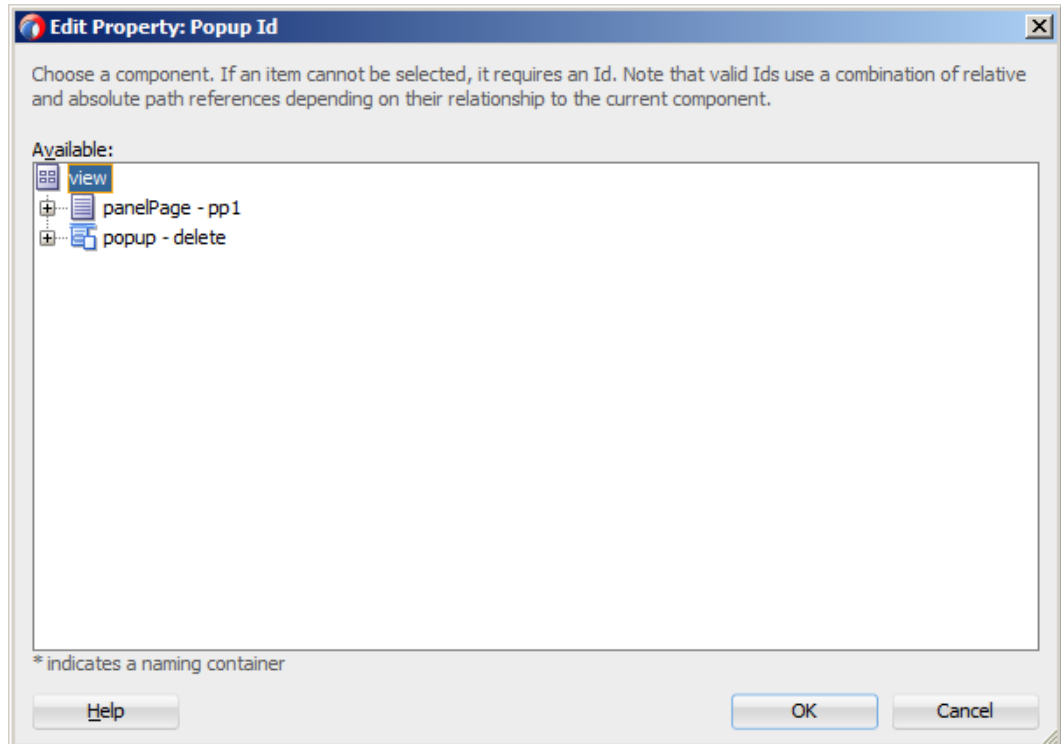 Edit Property: Popup Id
Choose a component. If an item cannot be selected, it requires an Id. Note that valid Ids use a combination of relative
and absolute path references depending on their relationship to the current component.
Available:
view
panelPage - pp1
popup - delete
* indicates a naming container
Help
OK
Cancel